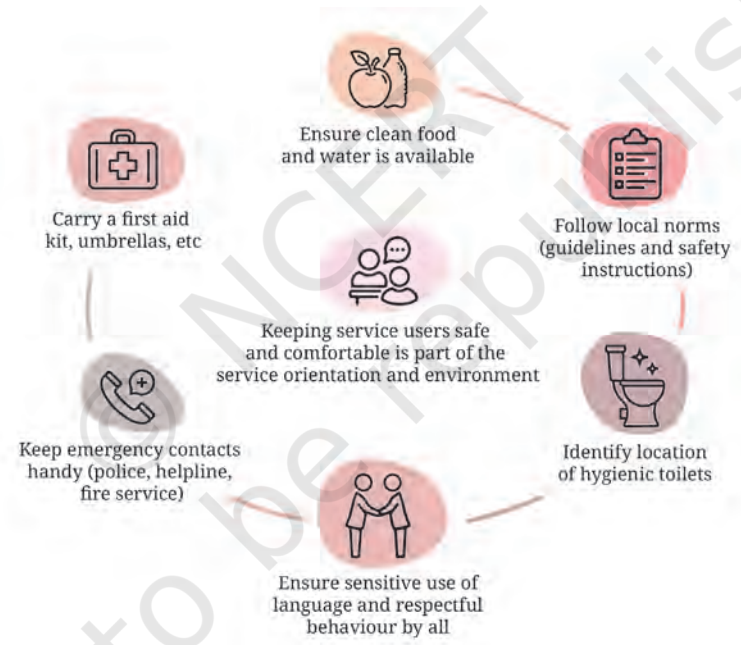 Ensure clean food
and water is available
Follow local norms
(guidelines and safety
instructions)
Identify location
of hygienic toilets
Ensure sensitive use of
language and respectful
behaviour by all
Keep emergency contacts
handy (police, helpline,
fire service)
Carry a first aid
kit, umbrellas, etc
Keeping service users safe
and comfortable is part of the
service orientation and environment
© NCERT
to be republis